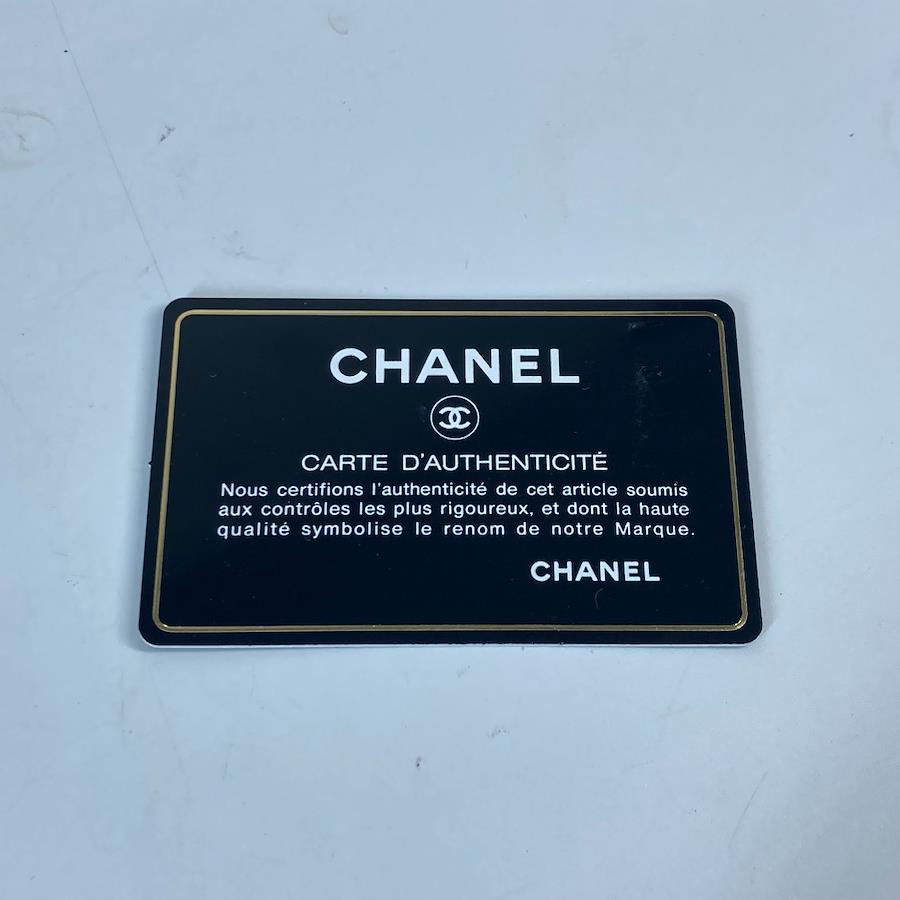 CHANEL
CARTE D'AUTHENTICITÉ
Nous certifions l'authenticité de cet article soumis
aux contrôles les plus rigoureux, et dont la haute
qualité symbolise le renom de notre Marque.
CHANEL